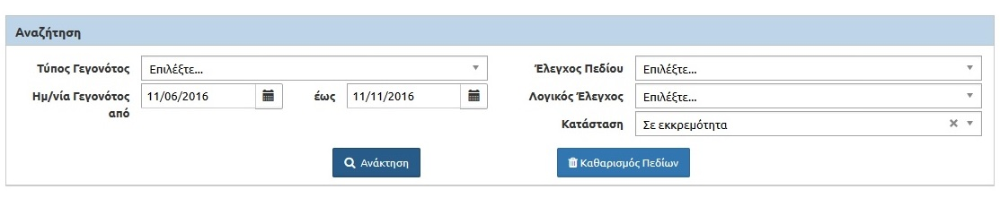 Αναζήτηση
Τύπος Γεγονότος Επιλέξτε... Έλεγχος Πεδίου Επιλέξτε...
Ημ/νία Γεγονότος από 11/06/2016 έως 11/11/2016 Λογικός Έλεγχος Επιλέξτε...
Κατάσταση Σε εκκρεμότητα
Ανάκτηση Καθαρισμός Πεδίων